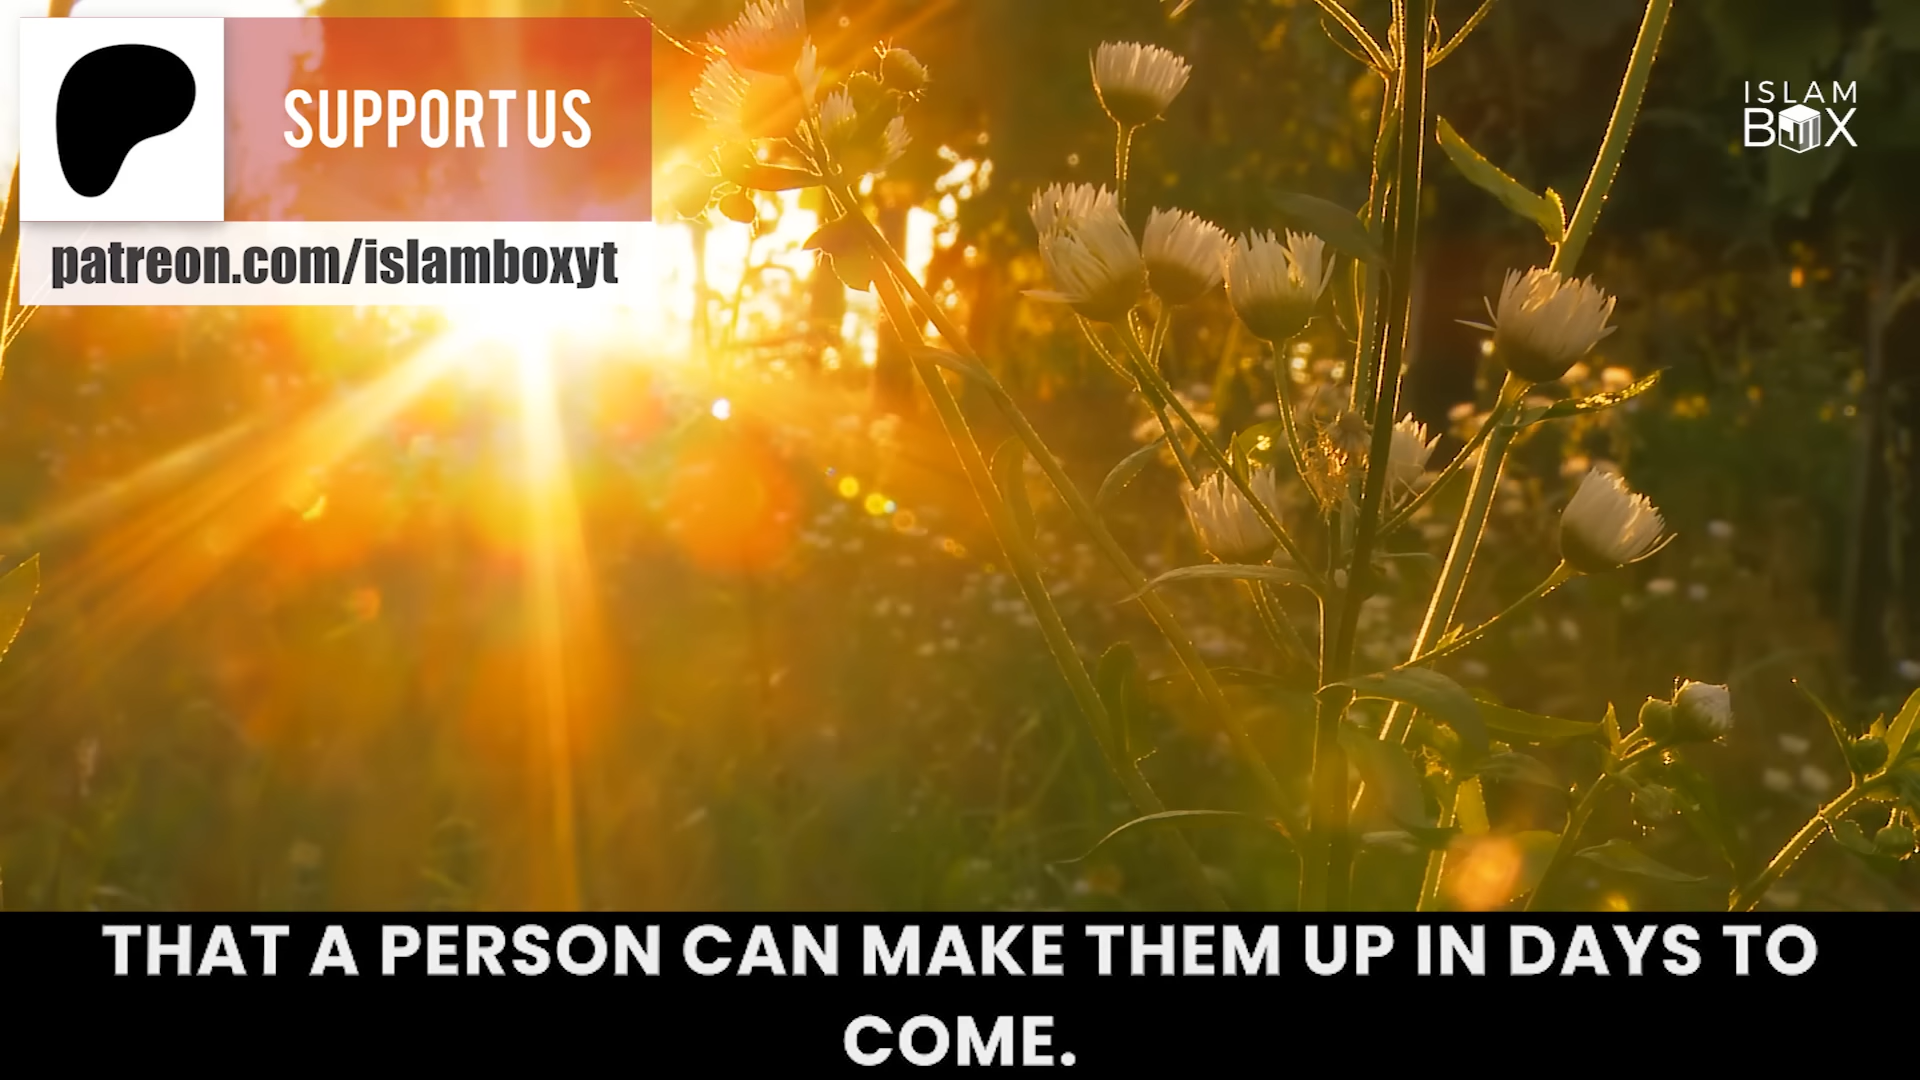 SUPPORT US
patreon.com/islamboxyt
ISLAM
BOX
THAT A PERSON CAN MAKE THEM UP IN DAYS TO
COME.